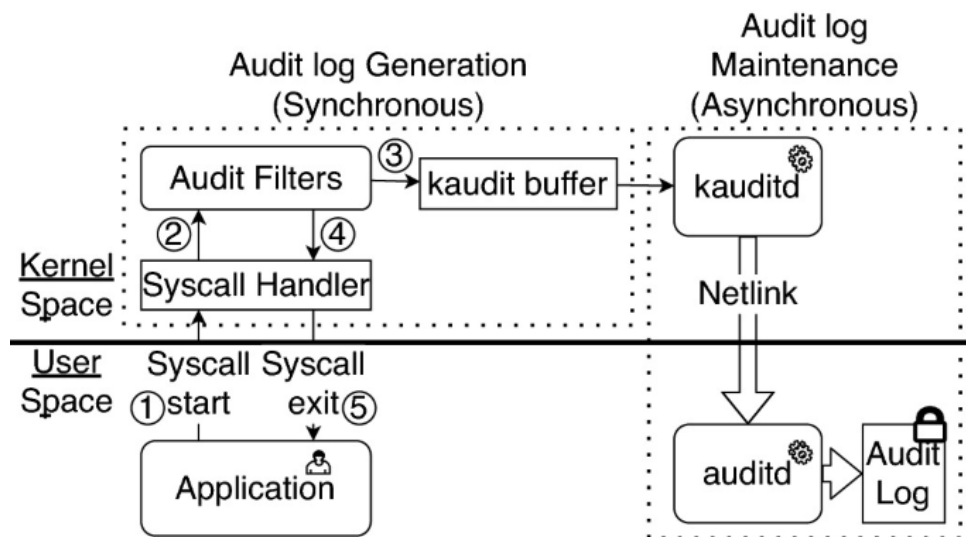 Audit log Generation
(Synchronous)
Audit log
Maintenance
(Asynchronous)
Audit Filters
③
kaudit buffer
kauditd
②
④
Kernel
Space
Syscall Handler
Netlink
User
Space
Syscall
①start
Syscall
exit⑤
Application
auditd
Audit
Log